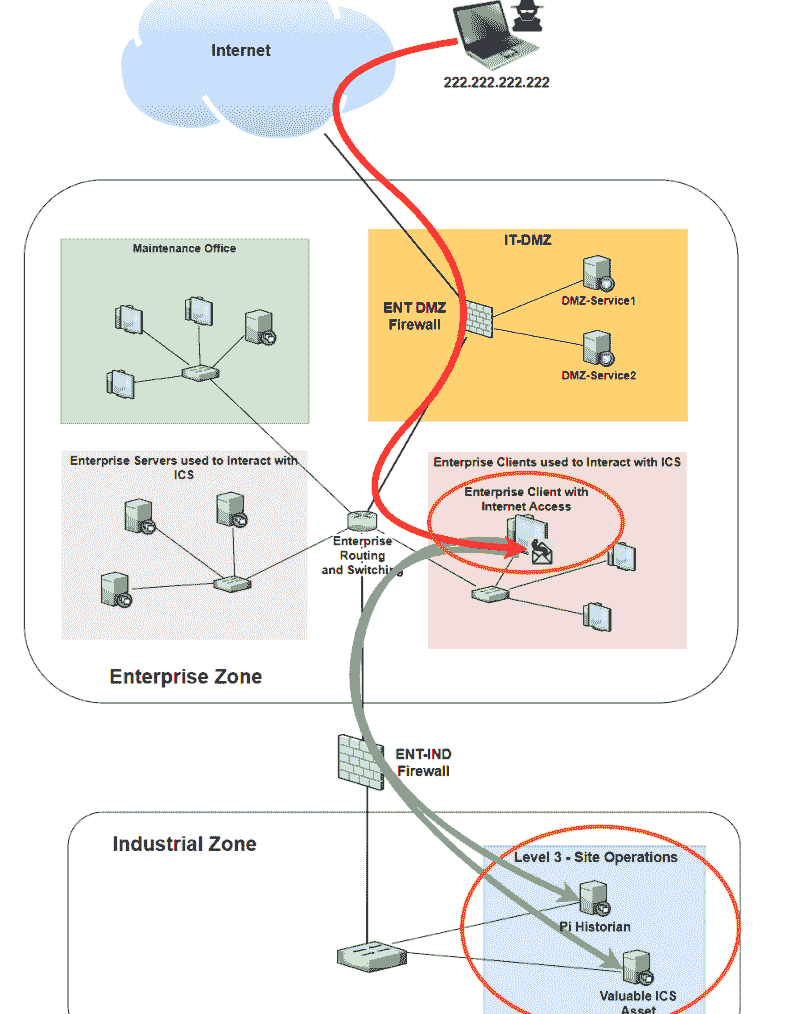 Internet
222.222.222.222
Maintenance Office
IT-DMZ
ENT DMZ
Firewall
DMZ-Service1
DMZ-Service2
Enterprise Servers used to Interact with
ICS
Enterprise Clients used to Interact with ICS
Enterprise Client with
Internet Access
Enterprise
Routing
and Switching
Enterprise Zone
ENT-IND
Firewall
Industrial Zone
Level 3 - Site Operations
Pi Historian
Valuable ICS
Asset